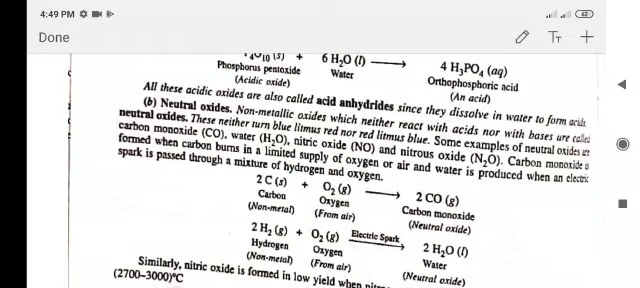 4:49 PM
62
Done
TT +
P₄O₁₀ (s) + 6 H₂O (l) ⟶ 4 H₃PO₄ (aq)
Phosphorus pentoxide Water Orthophosphoric acid
(Acidic oxide) (An acid)
All these acidic oxides are also called acid anhydrides since they dissolve in water to form acids.
(b) Neutral oxides. Non-metallic oxides which neither react with acids nor with bases are called
neutral oxides. These neither turn blue litmus red nor red litmus blue. Some examples of neutral oxides are
carbon monoxide (CO), water (H₂O), nitric oxide (NO) and nitrous oxide (N₂O). Carbon monoxide is
formed when carbon burns in a limited supply of oxygen or air and water is produced when an electric
spark is passed through a mixture of hydrogen and oxygen.
2 C (s) + O₂ (g) ⟶ 2 CO (g)
Carbon Oxygen Carbon monoxide
(Non-metal) (From air) (Neutral oxide)
2 H₂ (g) + O₂ (g) Electric Spark ⟶ 2 H₂O (l)
Hydrogen Oxygen Water
(Non-metal) (From air) (Neutral oxide)
Similarly, nitric oxide is formed in low yield when
(2700–3000)°C